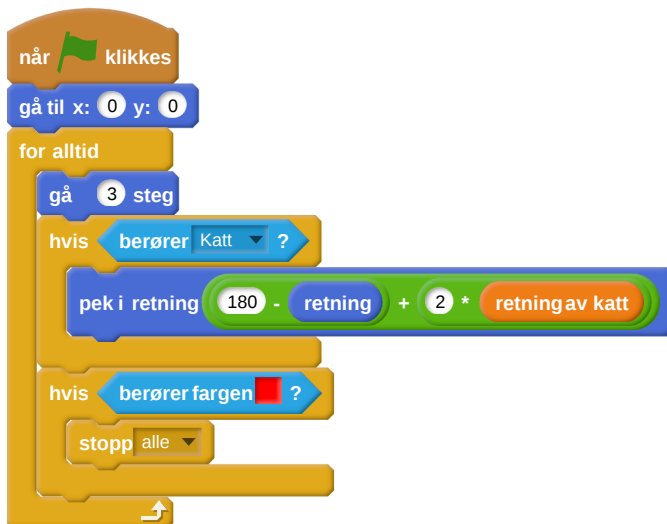 når klikkes
gå til x: 0 y: 0
for alltid
gå 3 steg
hvis berører Katt ?
pek i retning 180 - retning + 2 * retning av katt
hvis berører fargen ?
stopp alle